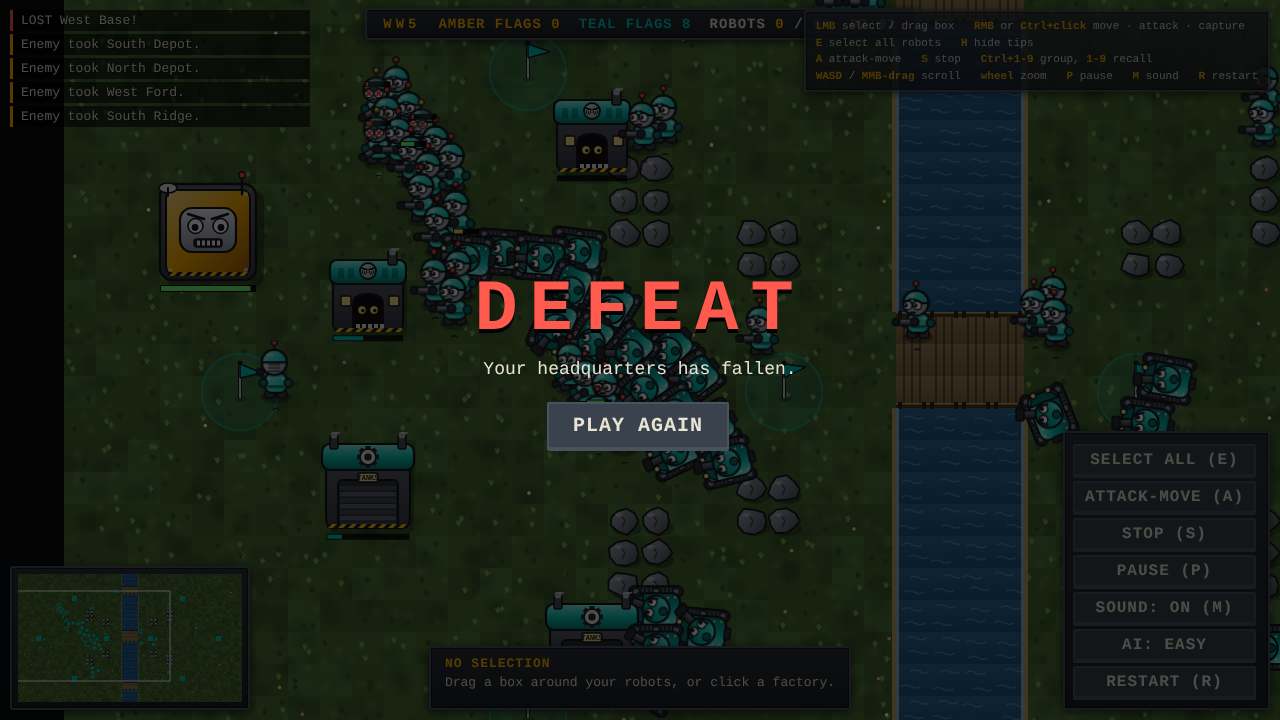 LOST West Base!
Enemy took South Depot.
Enemy took North Depot.
Enemy took West Ford.
Enemy took South Ridge.
WW5 AMBER FLAGS 0 TEAL FLAGS 8 ROBOTS 0 /
LMB select / drag box RMB or Ctrl+click move · attack · capture
E select all robots H hide tips
A attack-move S stop Ctrl+1-9 group, 1-9 recall
WASD / MMB-drag scroll wheel zoom P pause M sound R restart
DEFEAT
Your headquarters has fallen.
PLAY AGAIN
SELECT ALL (E)
ATTACK-MOVE (A)
STOP (S)
PAUSE (P)
SOUND: ON (M)
AI: EASY
RESTART (R)
NO SELECTION
Drag a box around your robots, or click a factory.